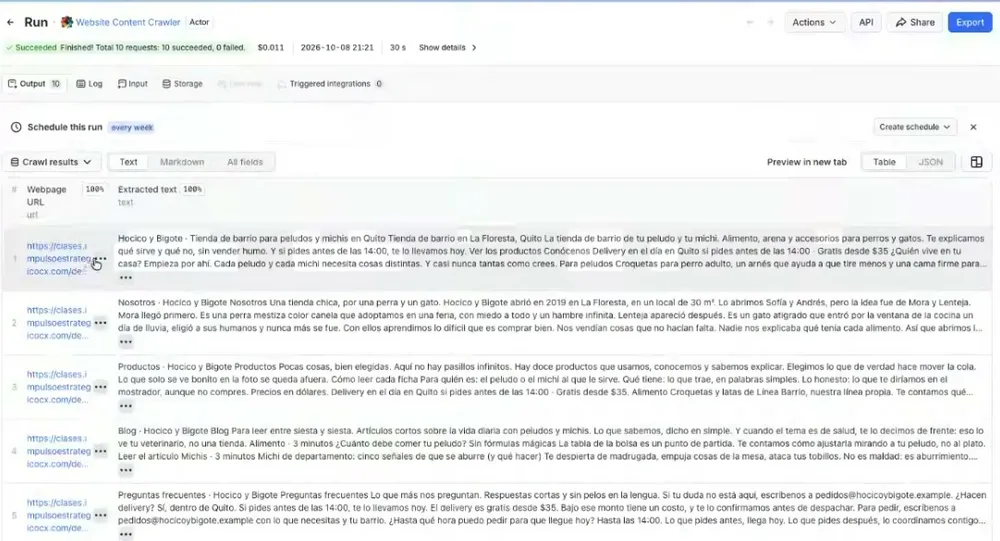 ← Run · Website Content Crawler Actor
Actions API Share Export
Succeeded Finished! Total 10 requests: 10 succeeded, 0 failed. $0.011 2026-10-08 21:21 30 s Show details
Output 10 Log Input Storage Triggered integrations 0
Schedule this run every week Create schedule ×
Crawl results Text Markdown All fields Preview in new tab Table JSON
# Webpage 100% Extracted text 100%
URL text
url
1
https://clases.i
mpulsoestrateg
icocx.com/de...
Hocico y Bigote · Tienda de barrio para peludos y michis en Quito Tienda de barrio en La Floresta, Quito La tienda de barrio de tu peludo y tu michi. Alimento, arena y accesorios para perros y gatos. Te explicamos
qué sirve y qué no, sin vender humo. Y si pides antes de las 14:00, te lo llevamos hoy. Ver los productos Conócenos Delivery en el día en Quito si pides antes de las 14:00 · Gratis desde $35 ¿Quién vive en tu
casa? Empieza por ahí. Cada peludo y cada michi necesita cosas distintas. Y casi nunca tantas como crees. Para peludos Croquetas para perro adulto, un arnés que ayuda a que tire menos y una cama firme para...
•••
2
https://clases.i
mpulsoestrateg
icocx.com/de...
Nosotros · Hocico y Bigote Nosotros Una tienda chica, por una perra y un gato. Hocico y Bigote abrió en 2019 en La Floresta, en un local de 30 m². Lo abrimos Sofía y Andrés, pero la idea fue de Mora y Lenteja.
Mora llegó primero. Es una perra mestiza color canela que adoptamos en una feria, con miedo a todo y un hambre infinita. Lenteja apareció después. Es un gato atigrado que entró por la ventana de la cocina un
día de lluvia, eligió a sus humanos y nunca más se fue. Con ellos aprendimos lo difícil que es comprar bien. Nos vendían cosas que no hacían falta. Nadie nos explicaba qué tenía cada alimento. Así que abrimos l...
•••
3
https://clases.i
mpulsoestrateg
icocx.com/de...
Productos · Hocico y Bigote Productos Pocas cosas, bien elegidas. Aquí no hay pasillos infinitos. Hay doce productos que usamos, conocemos y sabemos explicar. Elegimos lo que de verdad hace mover la cola.
Lo que solo se ve bonito en la foto se queda afuera. Cómo leer cada ficha Para quién es: el peludo o el michi al que le sirve. Qué tiene: lo que trae, en palabras simples. Lo honesto: lo que te diríamos en el
mostrador, aunque no compres. Precios en dólares. Delivery en el día en Quito si pides antes de las 14:00 · Gratis desde $35. Alimento Croquetas y latas de Línea Barrio, nuestra línea propia. Te contamos qué...
•••
4
https://clases.i
mpulsoestrateg
icocx.com/de...
Blog · Hocico y Bigote Blog Para leer entre siesta y siesta. Artículos cortos sobre la vida diaria con peludos y michis. Lo que sabemos, dicho en simple. Y cuando el tema es de salud, te lo decimos de frente: eso lo
ve tu veterinario, no una tienda. Alimento · 3 minutos ¿Cuánto debe comer tu peludo? Sin fórmulas mágicas La tabla de la bolsa es un punto de partida. Te contamos cómo ajustarla mirando a tu peludo, no al plato.
Leer el artículo Michis · 3 minutos Michi de departamento: cinco señales de que se aburre (y qué hacer) Te despierta de madrugada, empuja cosas de la mesa, ataca tus tobillos. No es maldad: es aburrimiento....
•••
5
https://clases.i
mpulsoestrateg
icocx.com/de...
Preguntas frecuentes · Hocico y Bigote Preguntas frecuentes Lo que más nos preguntan. Respuestas cortas y sin pelos en la lengua. Si tu duda no está aquí, escríbenos a pedidos@hocicoybigote.example. ¿Hacen
delivery? Sí, dentro de Quito. Si pides antes de las 14:00, te lo llevamos hoy. El delivery es gratis desde $35. Bajo ese monto tiene un costo, y te lo confirmamos antes de despachar. Para pedir, escríbenos a
pedidos@hocicoybigote.example con lo que necesitas y tu barrio. ¿Hasta qué hora puedo pedir para que llegue hoy? Hasta las 14:00. Lo que pides antes, llega hoy. Lo que pides después, lo coordinamos contigo...
•••